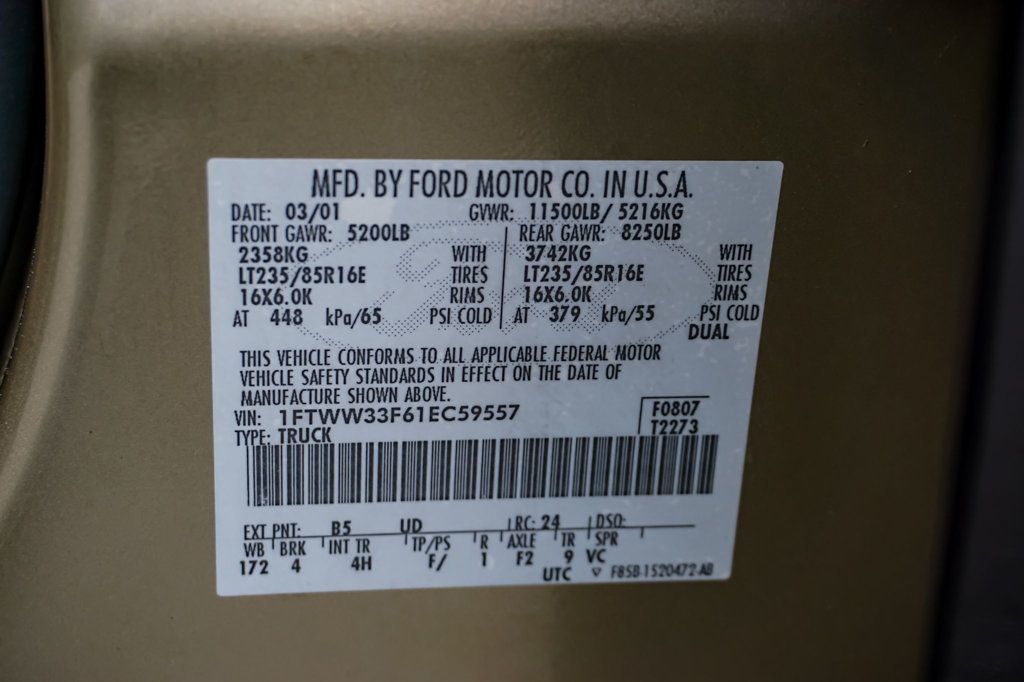 MFD. BY FORD MOTOR CO. IN U.S.A.
DATE: 03/01 GVWR: 11500LB/ 5216KG
FRONT GAWR: 5200LB REAR GAWR: 8250LB
2358KG WITH 3742KG WITH
LT235/85R16E TIRES LT235/85R16E TIRES
16X6.0K RIMS 16X6.0K RIMS
AT 448 kPa/65 PSI COLD AT 379 kPa/55 PSI COLD
DUAL
THIS VEHICLE CONFORMS TO ALL APPLICABLE FEDERAL MOTOR
VEHICLE SAFETY STANDARDS IN EFFECT ON THE DATE OF
MANUFACTURE SHOWN ABOVE.
VIN: 1FTWW33F61EC59557 F0807
TYPE: TRUCK T2273
EXT PNT: B5 UD RC: 24 DSO:
WB BRK INT TR TP/PS R AXLE TR SPR
172 4 4H F/ 1 F2 9 VC
UTC ▽ F85B-1520472-AB